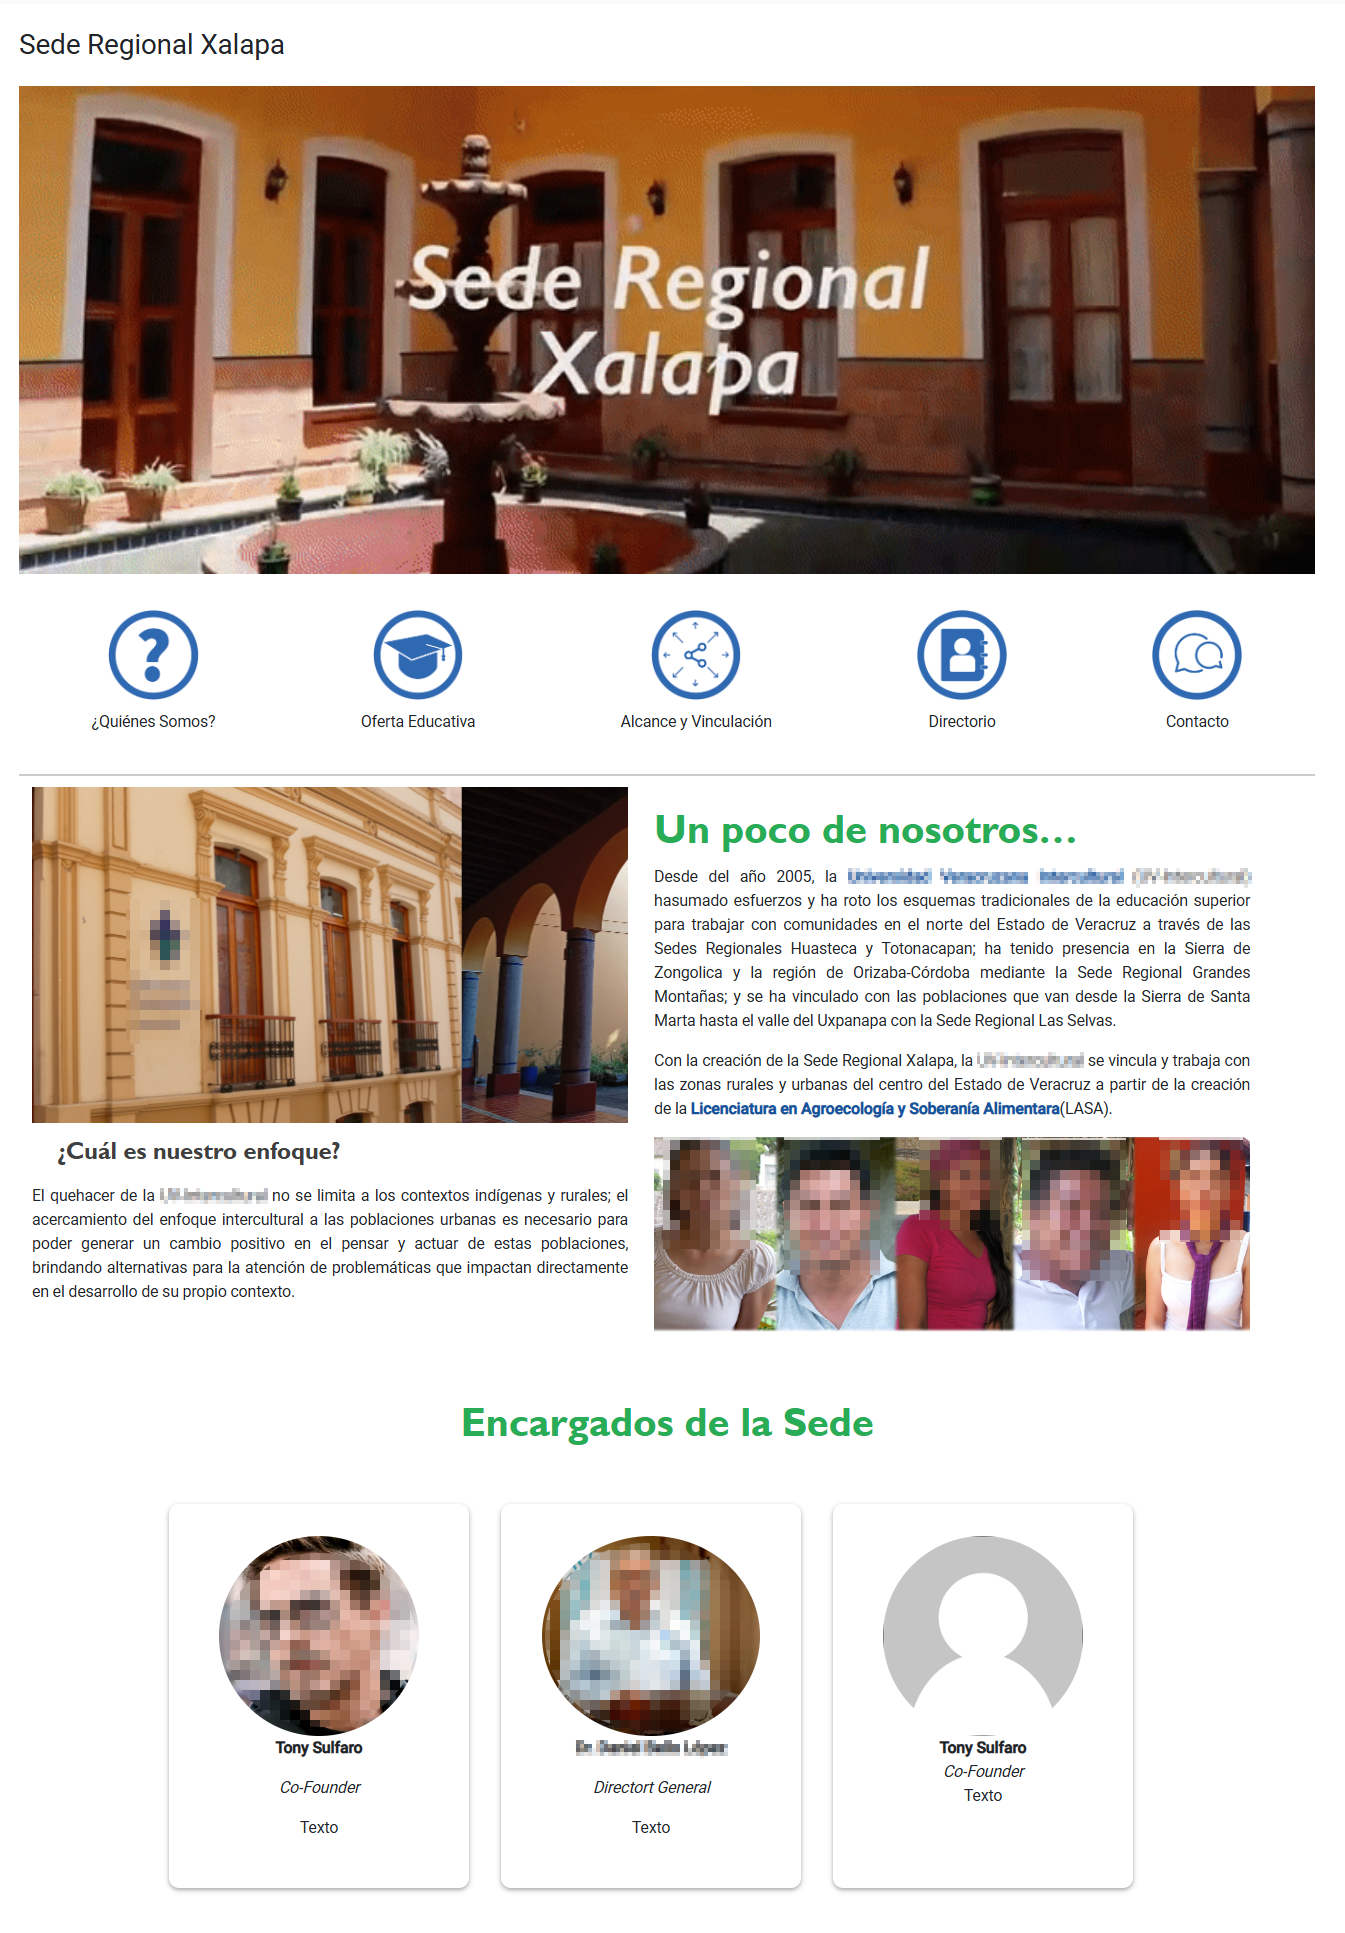 Sede Regional Xalapa
Sede Regional
Xalapa
¿Quiénes Somos?
Oferta Educativa
Alcance y Vinculación
Directorio
Contacto
Un poco de nosotros...
Desde del año 2005, la
hasumado esfuerzos y ha roto los esquemas tradicionales de la educación superior
para trabajar con comunidades en el norte del Estado de Veracruz a través de las
Sedes Regionales Huasteca y Totonacapan; ha tenido presencia en la Sierra de
Zongolica y la región de Orizaba-Córdoba mediante la Sede Regional Grandes
Montañas; y se ha vinculado con las poblaciones que van desde la Sierra de Santa
Marta hasta el valle del Uxpanapa con la Sede Regional Las Selvas.
Con la creación de la Sede Regional Xalapa, la se vincula y trabaja con
las zonas rurales y urbanas del centro del Estado de Veracruz a partir de la creación
de la Licenciatura en Agroecología y Soberanía Alimentara(LASA).
¿Cuál es nuestro enfoque?
El quehacer de la no se limita a los contextos indígenas y rurales; el
acercamiento del enfoque intercultural a las poblaciones urbanas es necesario para
poder generar un cambio positivo en el pensar y actuar de estas poblaciones,
brindando alternativas para la atención de problemáticas que impactan directamente
en el desarrollo de su propio contexto.
Encargados de la Sede
Tony Sulfaro
Co-Founder
Texto
Directort General
Texto
Tony Sulfaro
Co-Founder
Texto